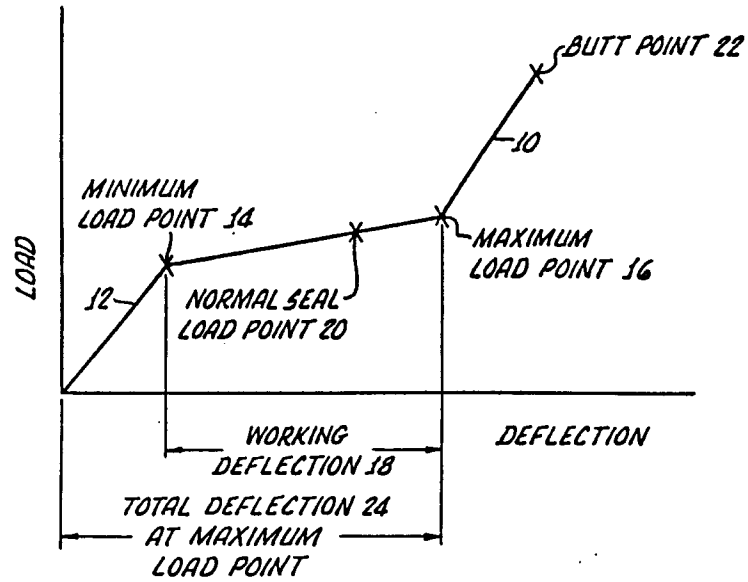 BUTT POINT 22
10
MINIMUM
LOAD POINT 14
MAXIMUM
LOAD POINT 16
LOAD
12
NORMAL SEAL
LOAD POINT 20
WORKING
DEFLECTION 18
DEFLECTION
TOTAL DEFLECTION 24
AT MAXIMUM
LOAD POINT